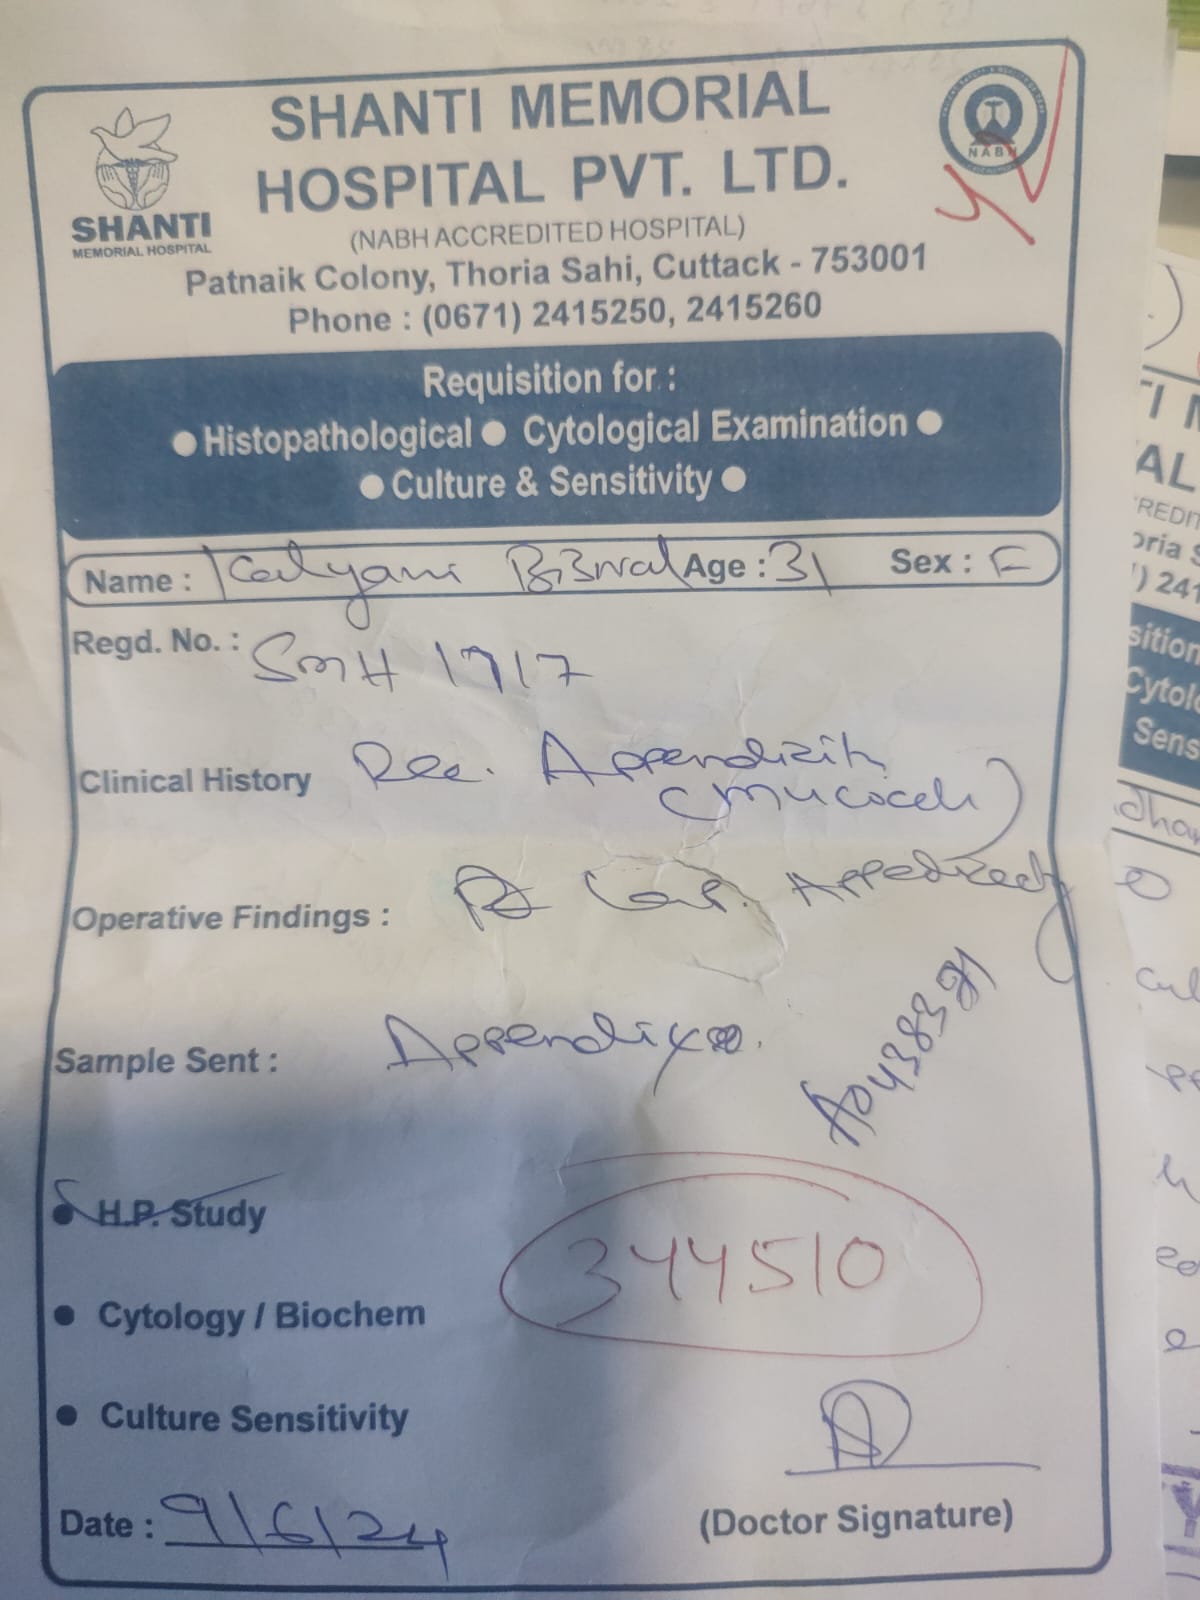 SHANTI MEMORIAL
HOSPITAL PVT. LTD.
SHANTI
MEMORIAL HOSPITAL
NABH
(NABH ACCREDITED HOSPITAL)
Patnaik Colony, Thoria Sahi, Cuttack - 753001
Phone : (0671) 2415250, 2415260
Requisition for :
● Histopathological ● Cytological Examination ●
● Culture & Sensitivity ●
Name : Kalyani Biswal Age : 31 Sex : F
Regd. No. : SMH 1717
Clinical History Rec. Appendicitis
(Mucocele)
Operative Findings : Lap.
Sample Sent : Appendix
A043839
● H.P. Study
344510
● Cytology / Biochem
● Culture Sensitivity
Date : 9/6/24
(Doctor Signature)